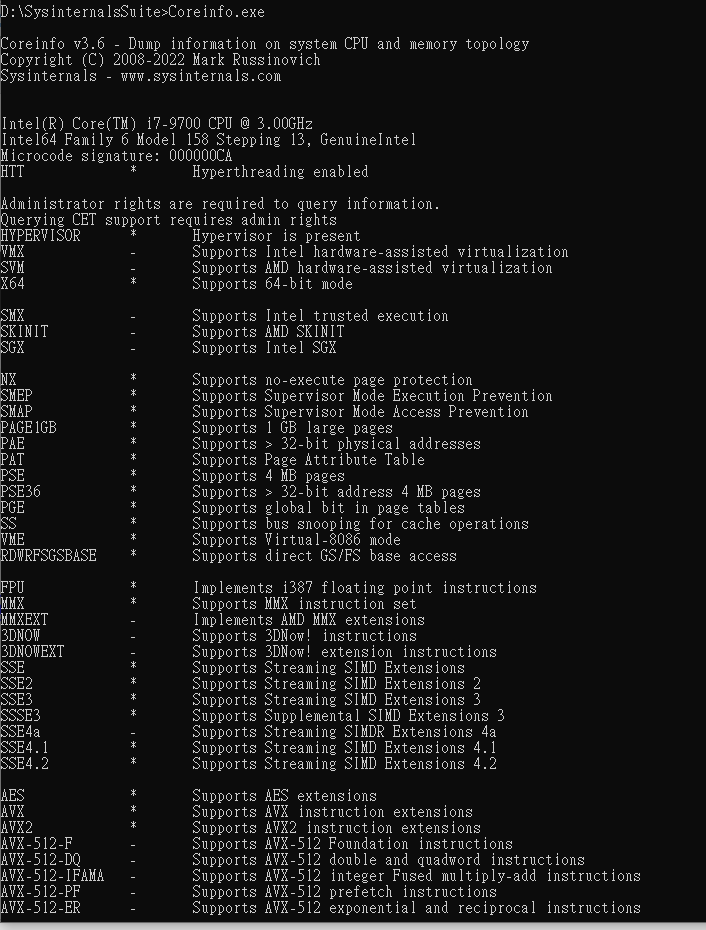 D:\SysinternalsSuite>Coreinfo.exe
Coreinfo v3.6 - Dump information on system CPU and memory topology
Copyright (C) 2008-2022 Mark Russinovich
Sysinternals - www.sysinternals.com
Intel(R) Core(TM) i7-9700 CPU @ 3.00GHz
Intel64 Family 6 Model 158 Stepping 13, GenuineIntel
Microcode signature: 000000CA
HTT * Hyperthreading enabled
Administrator rights are required to query information.
Querying CET support requires admin rights
HYPERVISOR * Hypervisor is present
VMX - Supports Intel hardware-assisted virtualization
SVM - Supports AMD hardware-assisted virtualization
X64 * Supports 64-bit mode
SMX - Supports Intel trusted execution
SKINIT - Supports AMD SKINIT
SGX - Supports Intel SGX
NX * Supports no-execute page protection
SMEP * Supports Supervisor Mode Execution Prevention
SMAP * Supports Supervisor Mode Access Prevention
PAGE1GB * Supports 1 GB large pages
PAE * Supports > 32-bit physical addresses
PAT * Supports Page Attribute Table
PSE * Supports 4 MB pages
PSE36 * Supports > 32-bit address 4 MB pages
PGE * Supports global bit in page tables
SS * Supports bus snooping for cache operations
VME * Supports Virtual-8086 mode
RDWRFSGSBASE * Supports direct GS/FS base access
FPU * Implements i387 floating point instructions
MMX * Supports MMX instruction set
MMXEXT - Implements AMD MMX extensions
3DNOW - Supports 3DNow! instructions
3DNOWEXT - Supports 3DNow! extension instructions
SSE * Supports Streaming SIMD Extensions
SSE2 * Supports Streaming SIMD Extensions 2
SSE3 * Supports Streaming SIMD Extensions 3
SSSE3 * Supports Supplemental SIMD Extensions 3
SSE4a - Supports Streaming SIMDR Extensions 4a
SSE4.1 * Supports Streaming SIMD Extensions 4.1
SSE4.2 * Supports Streaming SIMD Extensions 4.2
AES * Supports AES extensions
AVX * Supports AVX instruction extensions
AVX2 * Supports AVX2 instruction extensions
AVX-512-F - Supports AVX-512 Foundation instructions
AVX-512-DQ - Supports AVX-512 double and quadword instructions
AVX-512-IFAMA - Supports AVX-512 integer Fused multiply-add instructions
AVX-512-PF - Supports AVX-512 prefetch instructions
AVX-512-ER - Supports AVX-512 exponential and reciprocal instructions